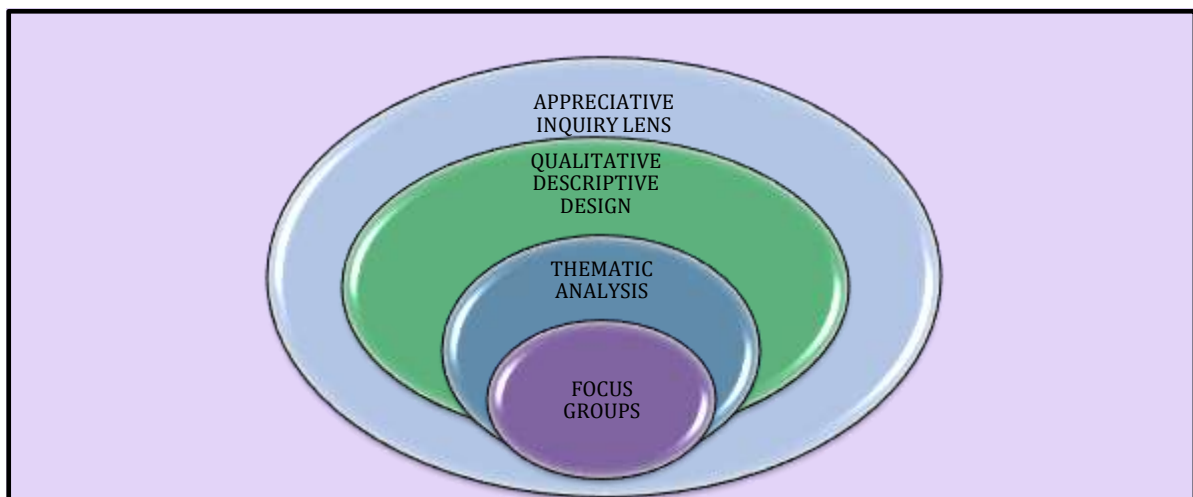 APPRECIATIVE
INQUIRY LENS
QUALITATIVE
DESCRIPTIVE
DESIGN
THEMATIC
ANALYSIS
FOCUS
GROUPS